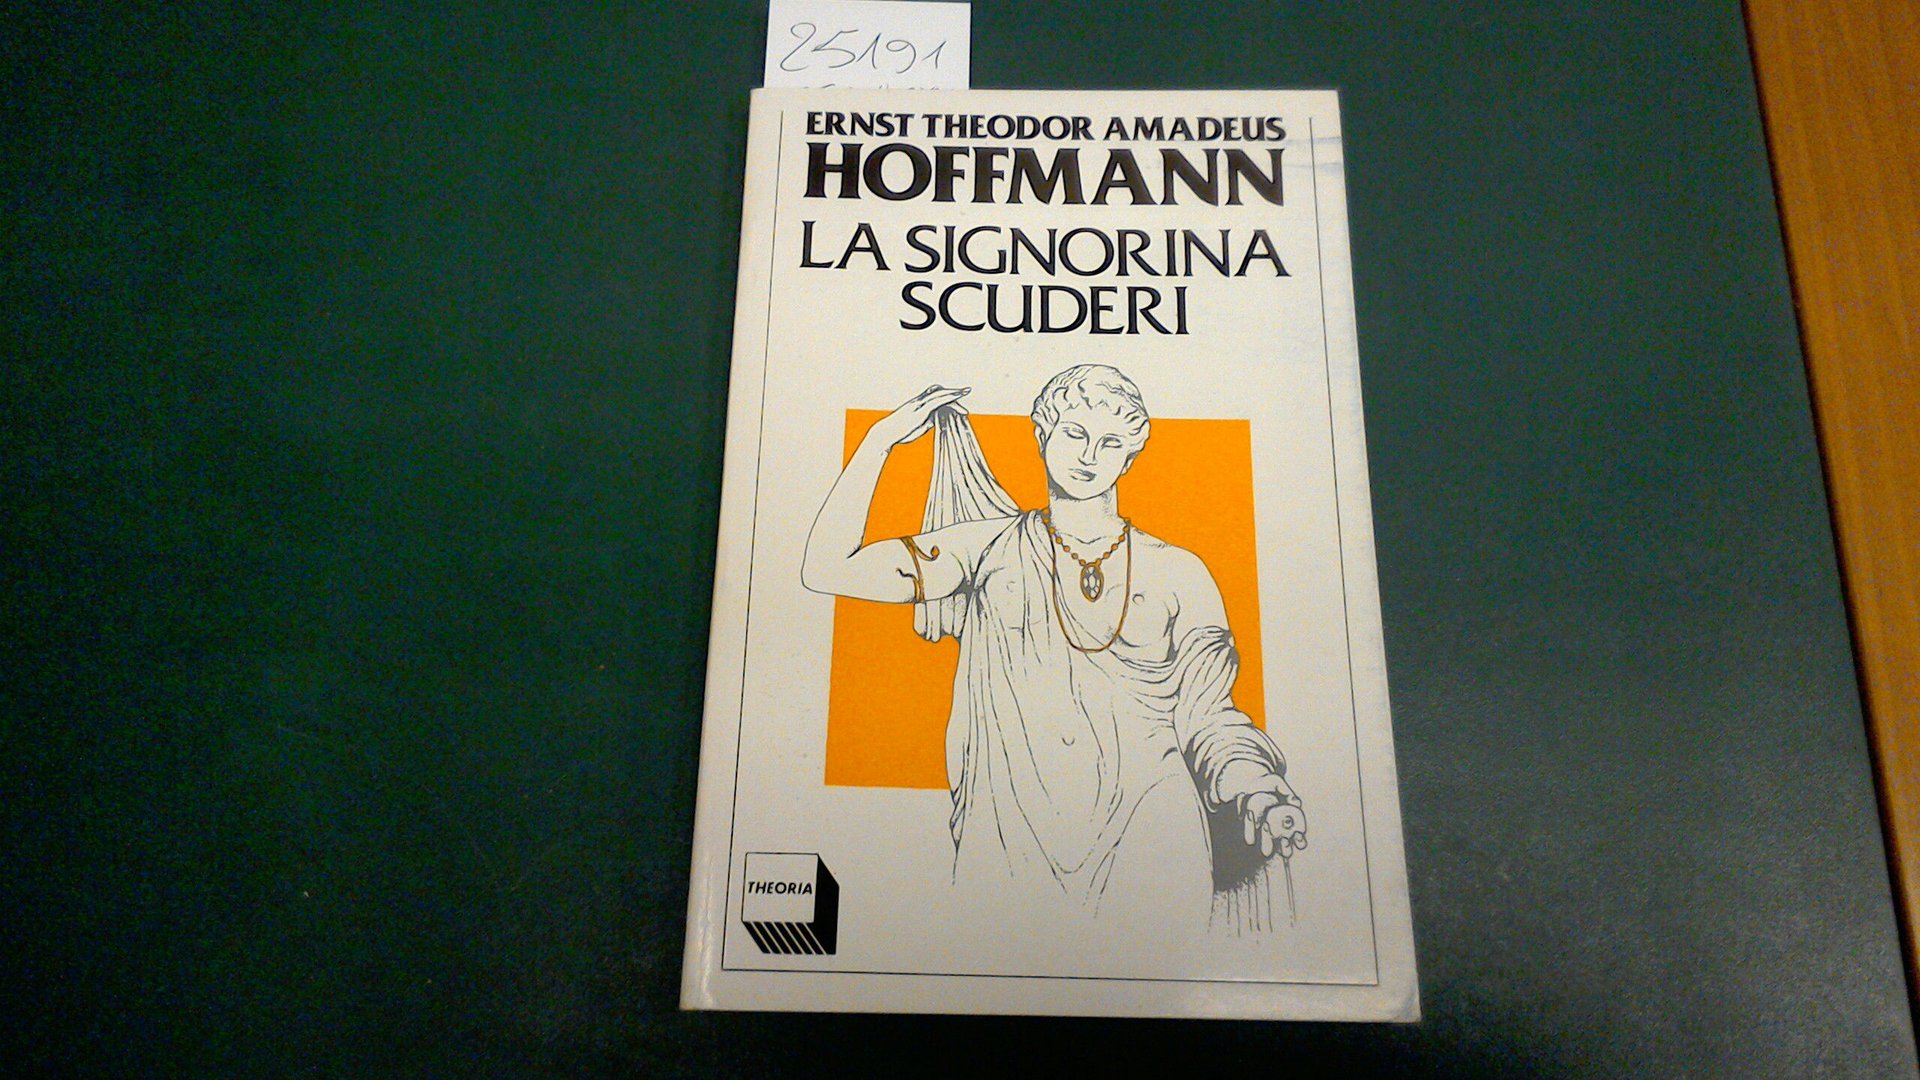 25191
ERNST THEODOR AMADEUS
HOFFMANN
LA SIGNORINA
SCUDERI
THEORIA